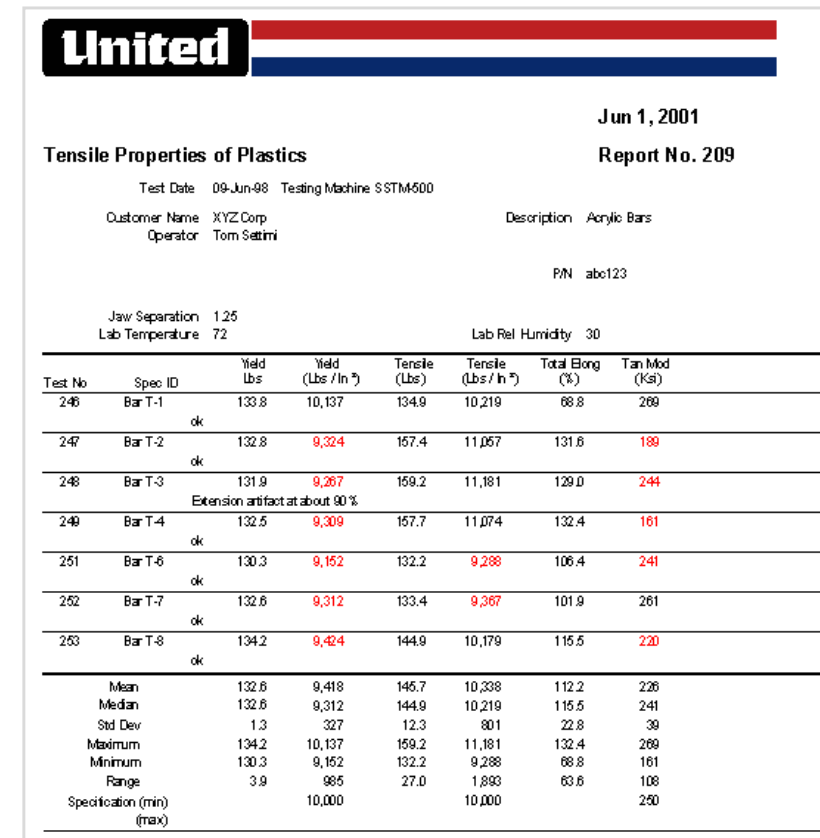 United
Jun 1, 2001
Tensile Properties of Plastics Report No. 209
Test Date 09-Jun-98 Testing Machine SSTM-500
Customer Name XYZ Corp Description Acrylic Bars
Operator Tom Settimi
P/N abc123
Jaw Separation 1.25
Lab Temperature 72 Lab Rel Humidity 30
Yield Yield Tensile Tensile Total Elong Tan Mod
Test No Spec ID Lbs (Lbs / In ²) (Lbs) (Lbs / In ²) (%) (Ksi)
246 Bar T-1 133.8 10,137 134.9 10,219 68.8 269
ok
247 Bar T-2 132.8 9,324 157.4 11,057 131.6 189
ok
248 Bar T-3 131.9 9,267 159.2 11,181 129.0 244
Extension artifact at about 90 %
249 Bar T-4 132.5 9,309 157.7 11,074 132.4 161
ok
251 Bar T-6 130.3 9,152 132.2 9,288 106.4 241
ok
252 Bar T-7 132.6 9,312 133.4 9,367 101.9 261
ok
253 Bar T-8 134.2 9,424 144.9 10,179 115.5 220
ok
Mean 132.6 9,418 145.7 10,338 112.2 226
Median 132.6 9,312 144.9 10,219 115.5 241
Std Dev 1.3 327 12.3 801 22.8 39
Maximum 134.2 10,137 159.2 11,181 132.4 269
Minimum 130.3 9,152 132.2 9,288 68.8 161
Range 3.9 985 27.0 1,893 63.6 108
Specification (min) 10,000 10,000 250
(max)